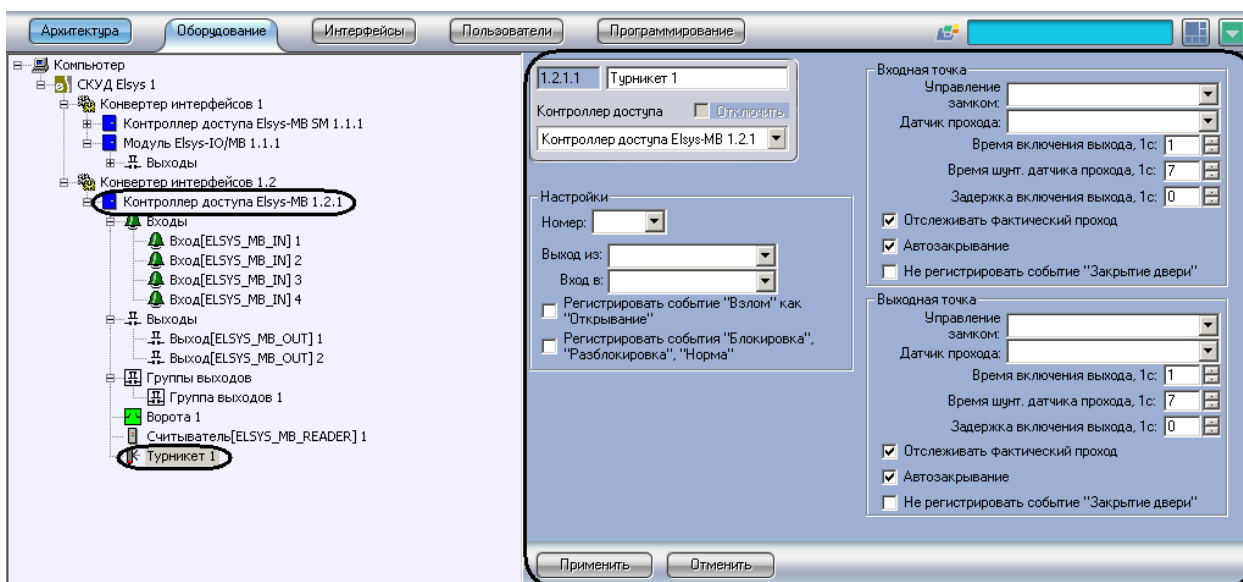 Архитектура Оборудование Интерфейсы Пользователи Программирование
Компьютер
СКУД Elsys 1
Конвертер интерфейсов 1
Контроллер доступа Elsys-MB SM 1.1.1
Модуль Elsys-IO/MB 1.1.1
Выходы
Конвертер интерфейсов 1.2
Контроллер доступа Elsys-MB 1.2.1
Входы
Вход[ELSYS_MB_IN] 1
Вход[ELSYS_MB_IN] 2
Вход[ELSYS_MB_IN] 3
Вход[ELSYS_MB_IN] 4
Выходы
Выход[ELSYS_MB_OUT] 1
Выход[ELSYS_MB_OUT] 2
Группы выходов
Группа выходов 1
Ворота 1
Считыватель[ELSYS_MB_READER] 1
Турникет 1
1.2.1.1 Турникет 1
Контроллер доступа Отключить
Контроллер доступа Elsys-MB 1.2.1
Настройки
Номер:
Выход из:
Вход в:
Регистрировать событие "Взлом" как
"Открывание"
Регистрировать события "Блокировка",
"Разблокировка", "Норма"
Входная точка
Управление
замком:
Датчик прохода:
Время включения выхода, 1с: 1
Время шунт. датчика прохода, 1с: 7
Задержка включения выхода, 1с: 0
Отслеживать фактический проход
Автозакрывание
Не регистрировать событие "Закрытие двери"
Выходная точка
Управление
замком:
Датчик прохода:
Время включения выхода, 1с: 1
Время шунт. датчика прохода, 1с: 7
Задержка включения выхода, 1с: 0
Отслеживать фактический проход
Автозакрывание
Не регистрировать событие "Закрытие двери"
Применить Отменить